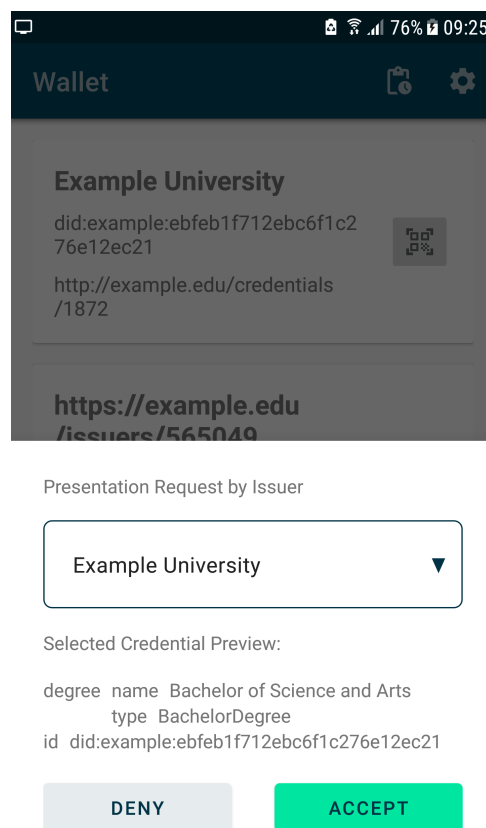 76% 09:25
Wallet
Example University
did:example:ebfeb1f712ebc6f1c2
76e12ec21
http://example.edu/credentials
/1872
https://example.edu
/issuers/565049
Presentation Request by Issuer
Example University
Selected Credential Preview:
degree name Bachelor of Science and Arts
type BachelorDegree
id did:example:ebfeb1f712ebc6f1c276e12ec21
DENY ACCEPT